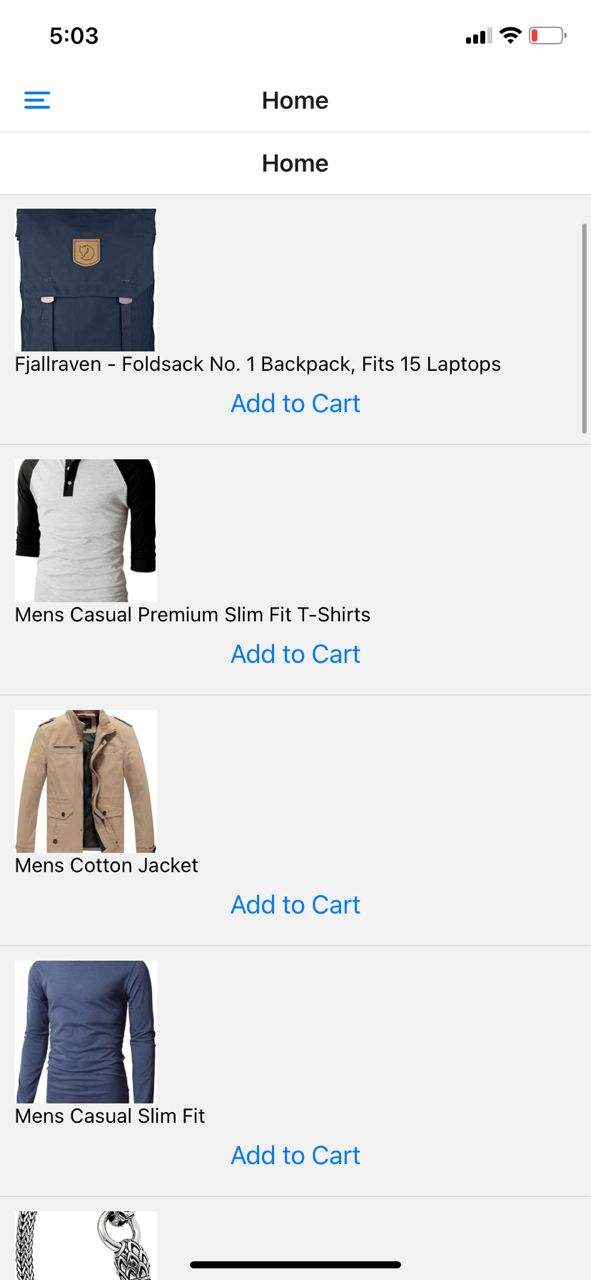 5:03
Home
Home
Fjallraven - Foldsack No. 1 Backpack, Fits 15 Laptops
Add to Cart
Mens Casual Premium Slim Fit T-Shirts
Add to Cart
Mens Cotton Jacket
Add to Cart
Mens Casual Slim Fit
Add to Cart